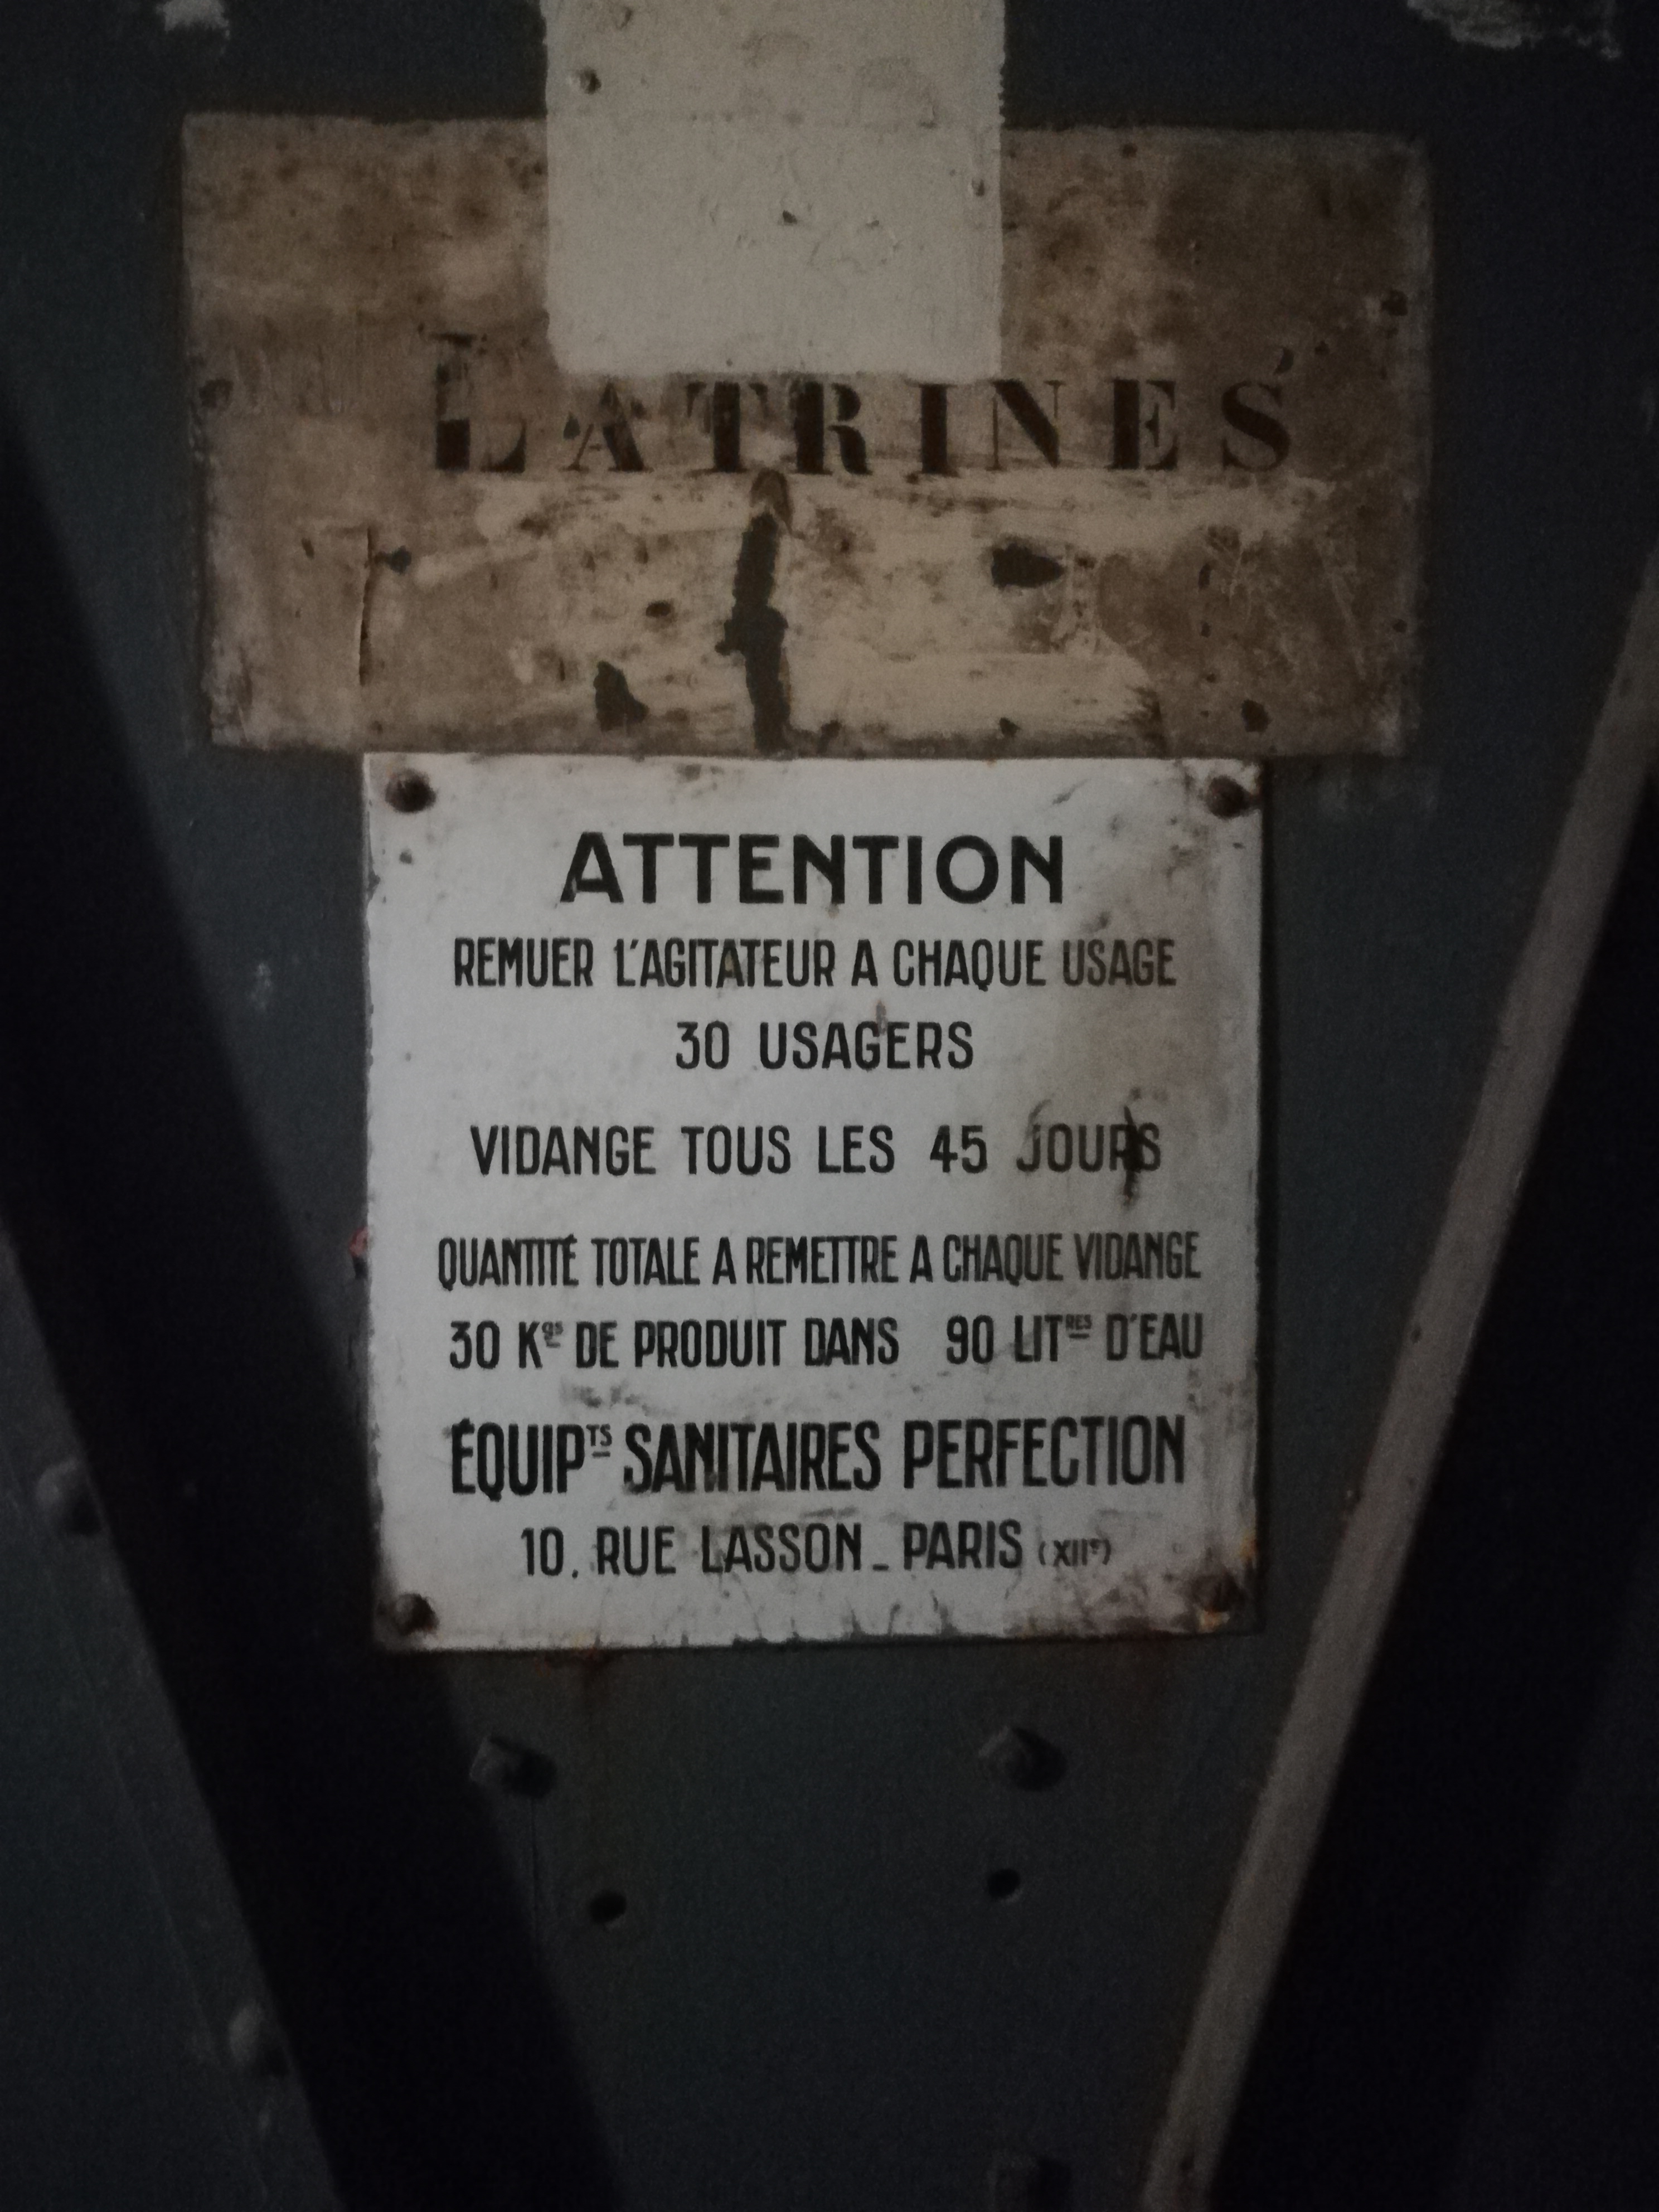 LATRINES
ATTENTION
REMUER L'AGITATEUR A CHAQUE USAGE
30 USAGERS
VIDANGE TOUS LES 45 JOURS
QUANTITÉ TOTALE A REMETTRE A CHAQUE VIDANGE
30 Kgs DE PRODUIT DANS 90 LITRES D'EAU
ÉQUIPTS SANITAIRES PERFECTION
10, RUE LASSON _ PARIS (XIIe)